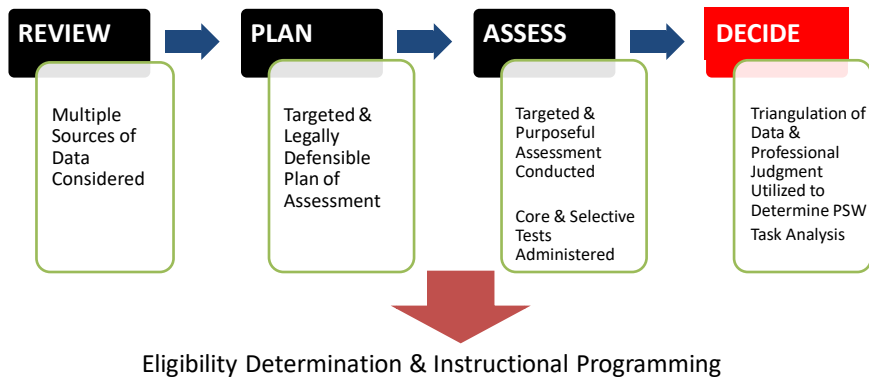 REVIEW
Multiple
Sources of
Data
Considered
PLAN
Targeted &
Legally
Defensible
Plan of
Assessment
ASSESS
Targeted &
Purposeful
Assessment
Conducted
Core & Selective
Tests
Administered
DECIDE
Triangulation of
Data &
Professional
Judgment
Utilized to
Determine PSW
Task Analysis
Eligibility Determination & Instructional Programming